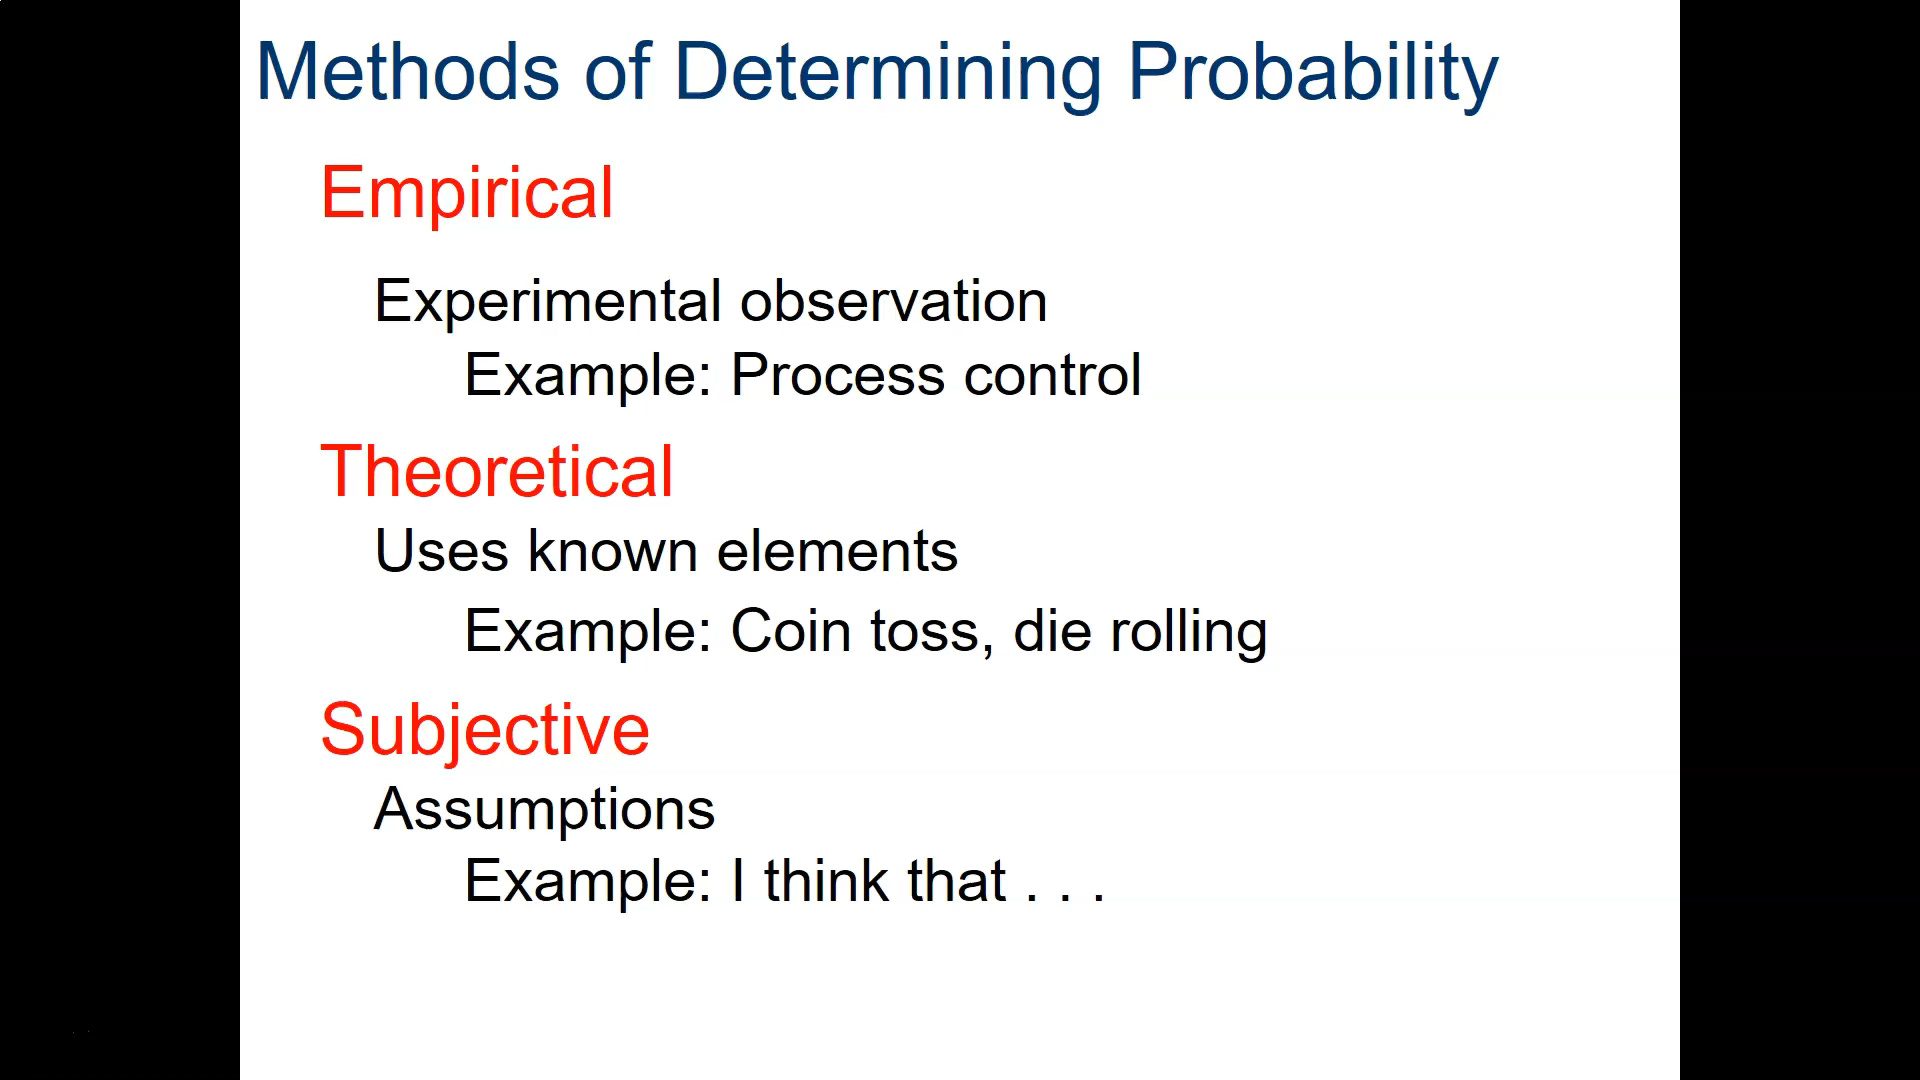 Methods of Determining Probability
Empirical
Experimental observation
Example: Process control
Theoretical
Uses known elements
Example: Coin toss, die rolling
Subjective
Assumptions
Example: I think that . . .